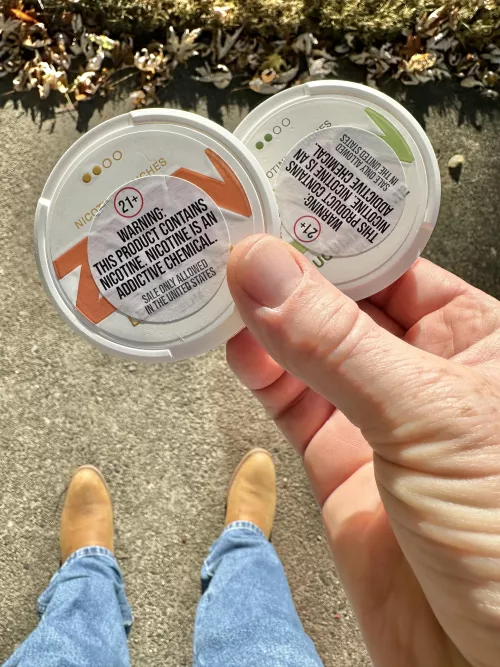 21+
WARNING:
THIS PRODUCT CONTAINS
NICOTINE. NICOTINE IS AN
ADDICTIVE CHEMICAL.
SALE ONLY ALLOWED
IN THE UNITED STATES
21+
WARNING:
THIS PRODUCT CONTAINS
NICOTINE. NICOTINE IS AN
ADDICTIVE CHEMICAL.
SALE ONLY ALLOWED
IN THE UNITED STATES